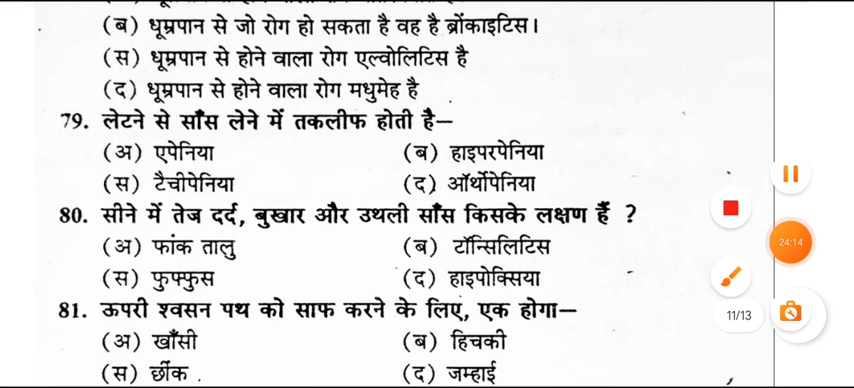 (ब) धूम्रपान से जो रोग हो सकता है वह है ब्रोंकाइटिस।
(स) धूम्रपान से होने वाला रोग एल्वोलिटिस है
(द) धूम्रपान से होने वाला रोग मधुमेह है
79. लेटने से साँस लेने में तकलीफ होती है—
(अ) एपेनिया (ब) हाइपरपेनिया
(स) टैचीपेनिया (द) ऑर्थोपेनिया
80. सीने में तेज दर्द, बुखार और उथली साँस किसके लक्षण हैं ?
(अ) फांक तालु (ब) टॉन्सिलिटिस
(स) फुफ्फुस (द) हाइपोक्सिया
81. ऊपरी श्वसन पथ को साफ करने के लिए, एक होगा—
(अ) खाँसी (ब) हिचकी
(स) छींक . (द) जम्हाई
24:14
11/13